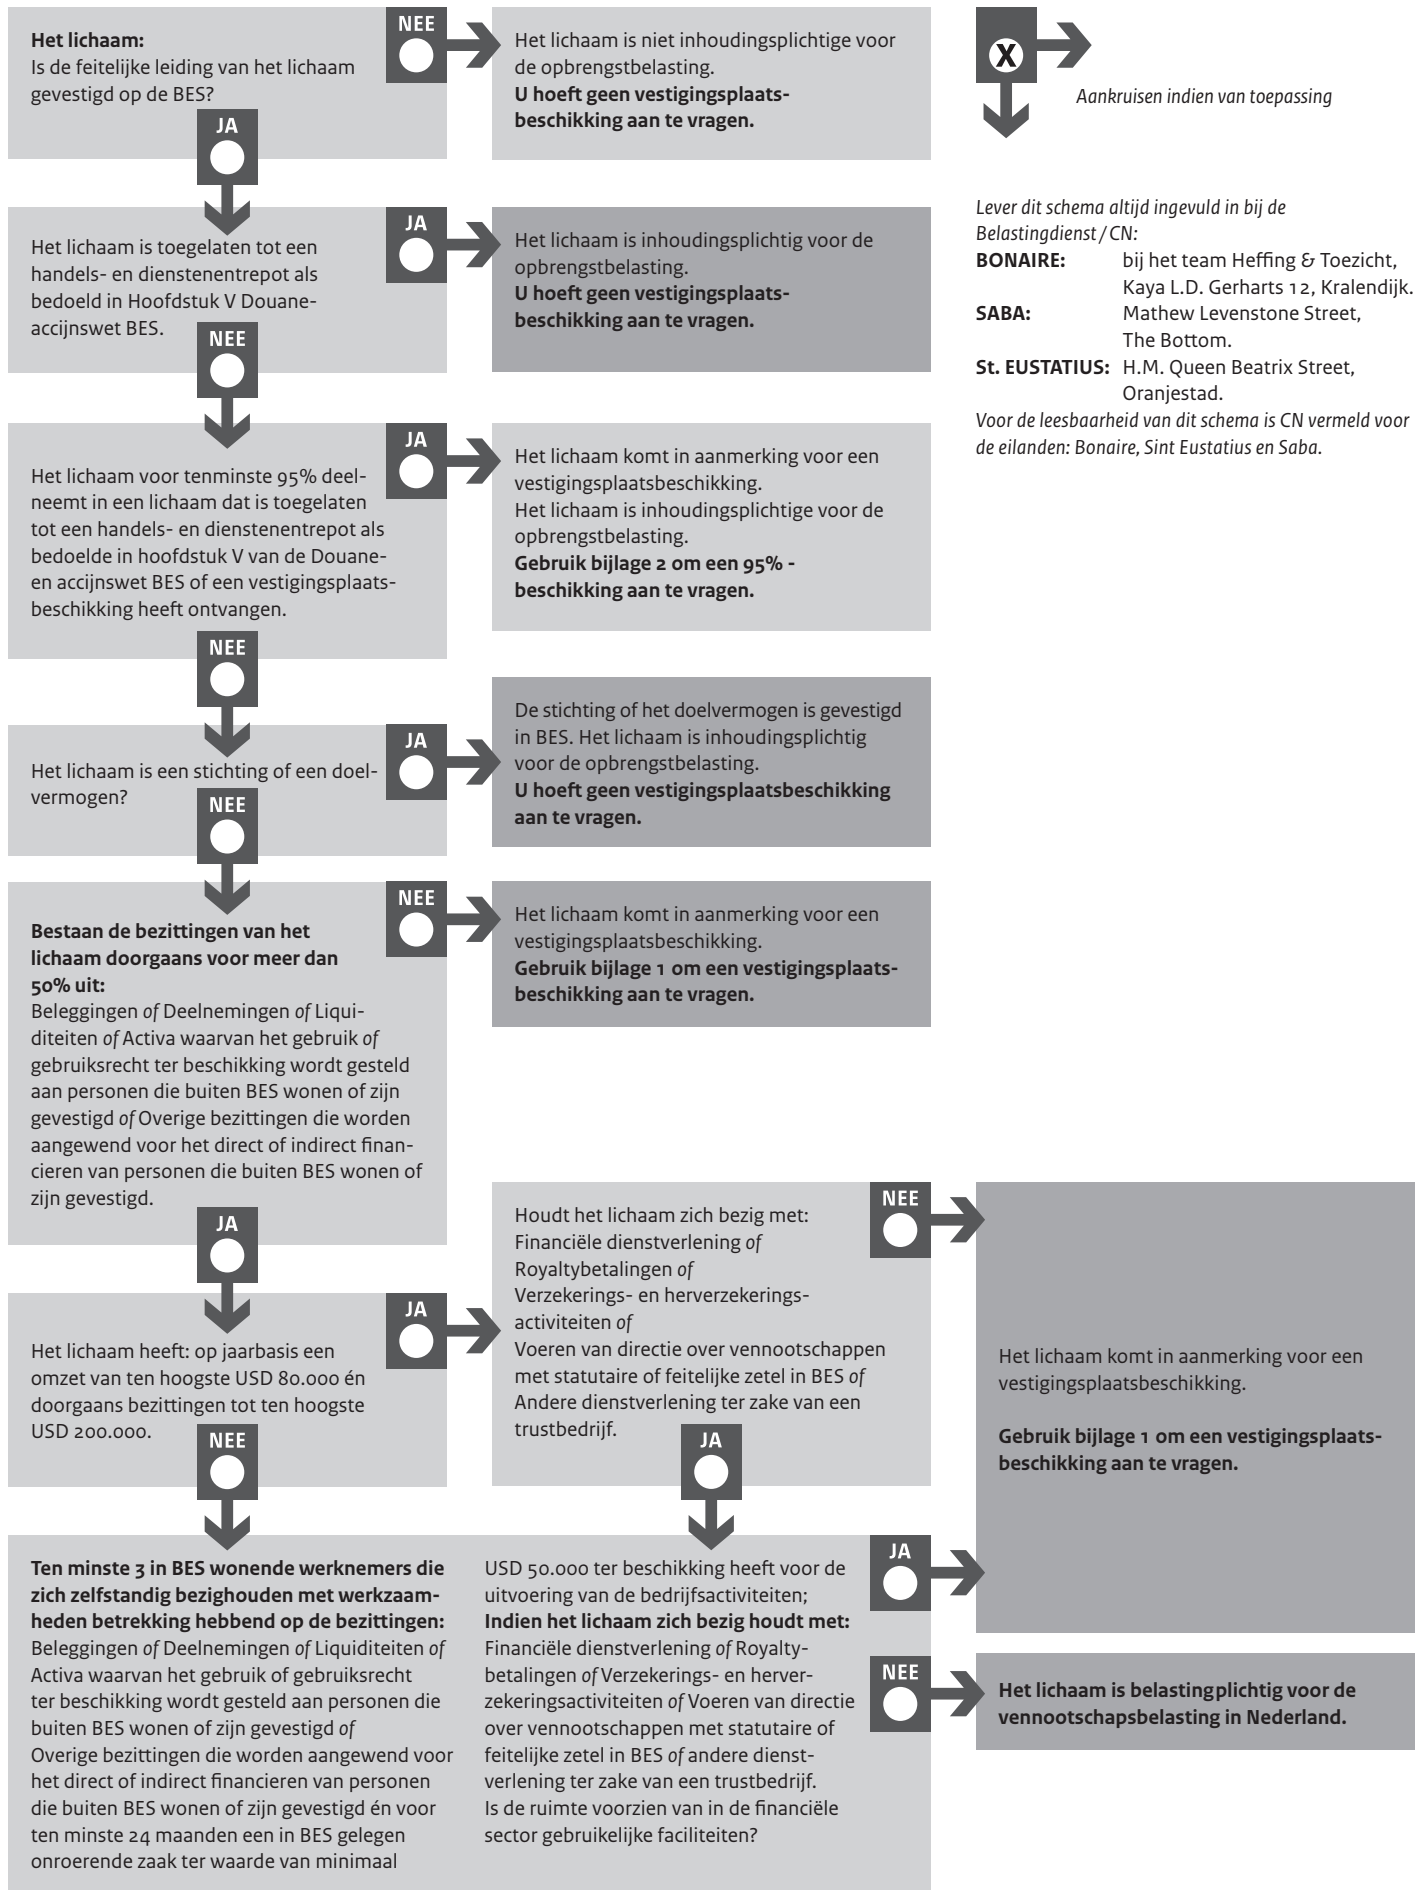 Het lichaam:
Is de feitelijke leiding van het lichaam
gevestigd op de BES?
NEE
JA
Het lichaam is niet inhoudingsplichtige voor
de opbrengstbelasting.
U hoeft geen vestigingsplaats-
beschikking aan te vragen.
X
Aankruisen indien van toepassing
Lever dit schema altijd ingevuld in bij de
Belastingdienst/CN:
BONAIRE: bij het team Heffing & Toezicht,
Kaya L.D. Gerharts 12, Kralendijk.
SABA: Mathew Levenstone Street,
The Bottom.
St. EUSTATIUS: H.M. Queen Beatrix Street,
Oranjestad.
Voor de leesbaarheid van dit schema is CN vermeld voor
de eilanden: Bonaire, Sint Eustatius en Saba.
Het lichaam is toegelaten tot een
handels- en dienstenentrepot als
bedoeld in Hoofdstuk V Douane-
accijnswet BES.
JA
NEE
Het lichaam is inhoudingsplichtig voor de
opbrengstbelasting.
U hoeft geen vestigingsplaats-
beschikking aan te vragen.
Het lichaam voor tenminste 95% deel-
neemt in een lichaam dat is toegelaten
tot een handels- en dienstenentrepot als
bedoelde in hoofdstuk V van de Douane-
en accijnswet BES of een vestigingsplaats-
beschikking heeft ontvangen.
JA
NEE
Het lichaam komt in aanmerking voor een
vestigingsplaatsbeschikking.
Het lichaam is inhoudingsplichtige voor de
opbrengstbelasting.
Gebruik bijlage 2 om een 95% -
beschikking aan te vragen.
Het lichaam is een stichting of een doel-
vermogen?
JA
NEE
De stichting of het doelvermogen is gevestigd
in BES. Het lichaam is inhoudingsplichtig
voor de opbrengstbelasting.
U hoeft geen vestigingsplaatsbeschikking
aan te vragen.
Bestaan de bezittingen van het
lichaam doorgaans voor meer dan
50% uit:
Beleggingen of Deelnemingen of Liqui-
diteiten of Activa waarvan het gebruik of
gebruiksrecht ter beschikking wordt gesteld
aan personen die buiten BES wonen of zijn
gevestigd of Overige bezittingen die worden
aangewend voor het direct of indirect finan-
cieren van personen die buiten BES wonen of
zijn gevestigd.
NEE
JA
Het lichaam komt in aanmerking voor een
vestigingsplaatsbeschikking.
Gebruik bijlage 1 om een vestigingsplaats-
beschikking aan te vragen.
Het lichaam heeft: op jaarbasis een
omzet van ten hoogste USD 80.000 én
doorgaans bezittingen tot ten hoogste
USD 200.000.
JA
NEE
Houdt het lichaam zich bezig met:
Financiële dienstverlening of
Royaltybetalingen of
Verzekerings- en herverzekerings-
activiteiten of
Voeren van directie over vennootschappen
met statutaire of feitelijke zetel in BES of
Andere dienstverlening ter zake van een
trustbedrijf.
NEE
JA
Het lichaam komt in aanmerking voor een
vestigingsplaatsbeschikking.
Gebruik bijlage 1 om een vestigingsplaats-
beschikking aan te vragen.
Ten minste 3 in BES wonende werknemers die
zich zelfstandig bezighouden met werkzaam-
heden betrekking hebbend op de bezittingen:
Beleggingen of Deelnemingen of Liquiditeiten of
Activa waarvan het gebruik of gebruiksrecht
ter beschikking wordt gesteld aan personen die
buiten BES wonen of zijn gevestigd of
Overige bezittingen die worden aangewend voor
het direct of indirect financieren van personen
die buiten BES wonen of zijn gevestigd én voor
ten minste 24 maanden een in BES gelegen
onroerende zaak ter waarde van minimaal
USD 50.000 ter beschikking heeft voor de
uitvoering van de bedrijfsactiviteiten;
Indien het lichaam zich bezig houdt met:
Financiële dienstverlening of Royalty-
betalingen of Verzekerings- en herver-
zekeringsactiviteiten of Voeren van directie
over vennootschappen met statutaire of
feitelijke zetel in BES of andere dienst-
verlening ter zake van een trustbedrijf.
Is de ruimte voorzien van in de financiële
sector gebruikelijke faciliteiten?
JA
NEE
Het lichaam is belastingplichtig voor de
vennootschapsbelasting in Nederland.